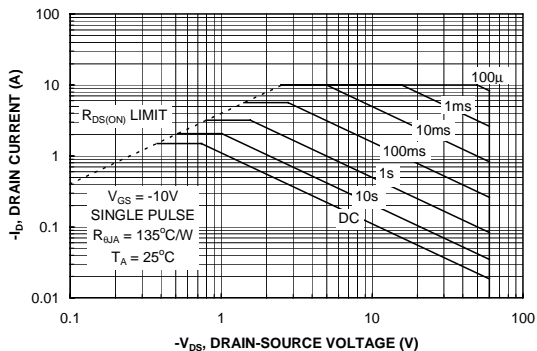 100
10
1
0.1
0.01
-I_D, DRAIN CURRENT (A)
R_DS(ON) LIMIT
V_GS = -10V
SINGLE PULSE
R_θJA = 135°C/W
T_A = 25°C
100µ
1ms
10ms
100ms
1s
10s
DC
0.1 1 10 100
-V_DS, DRAIN-SOURCE VOLTAGE (V)